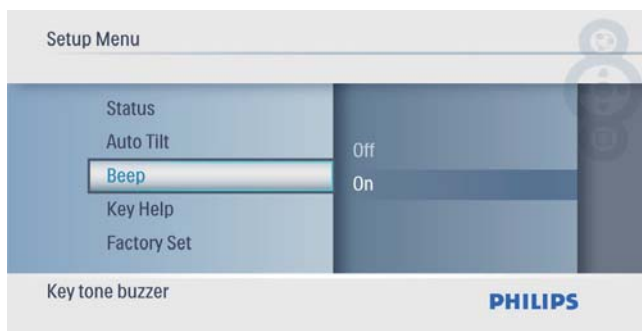 Setup Menu
Status
Auto Tilt
Beep
Key Help
Factory Set
Off
On
Key tone buzzer
PHILIPS